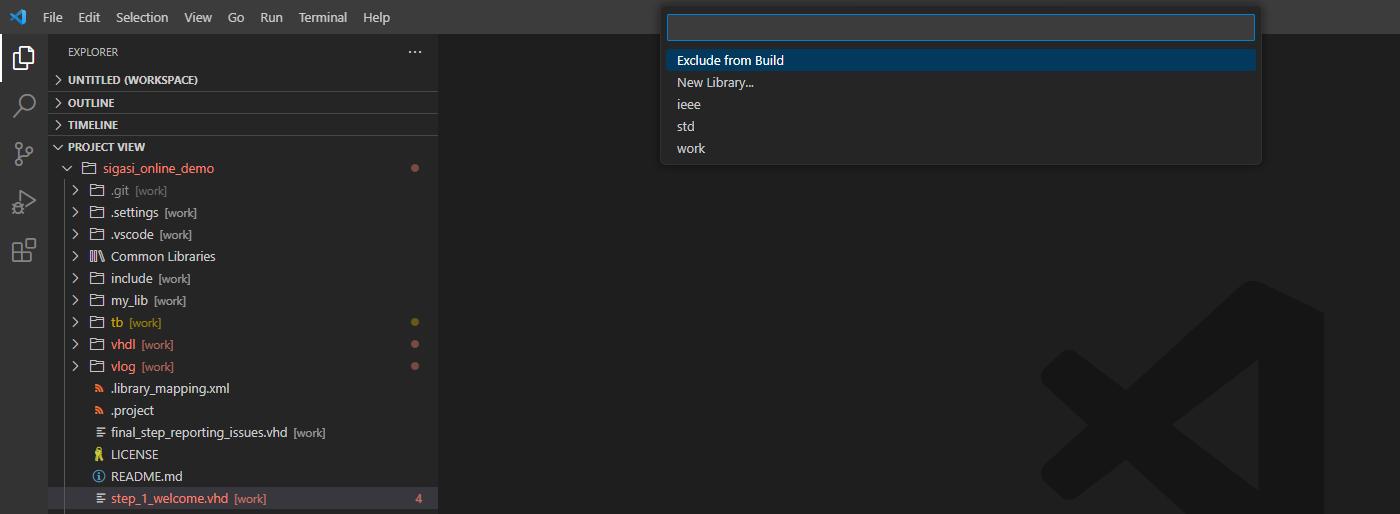 File Edit Selection View Go Run Terminal Help
Exclude from Build
New Library...
ieee
std
work
EXPLORER ...
UNTITLED (WORKSPACE)
OUTLINE
TIMELINE
PROJECT VIEW
sigasi_online_demo
.git [work]
.settings [work]
.vscode [work]
Common Libraries
include [work]
my_lib [work]
tb [work]
vhdl [work]
vlog [work]
.library_mapping.xml
.project
final_step_reporting_issues.vhd [work]
LICENSE
README.md
step_1_welcome.vhd [work] 4